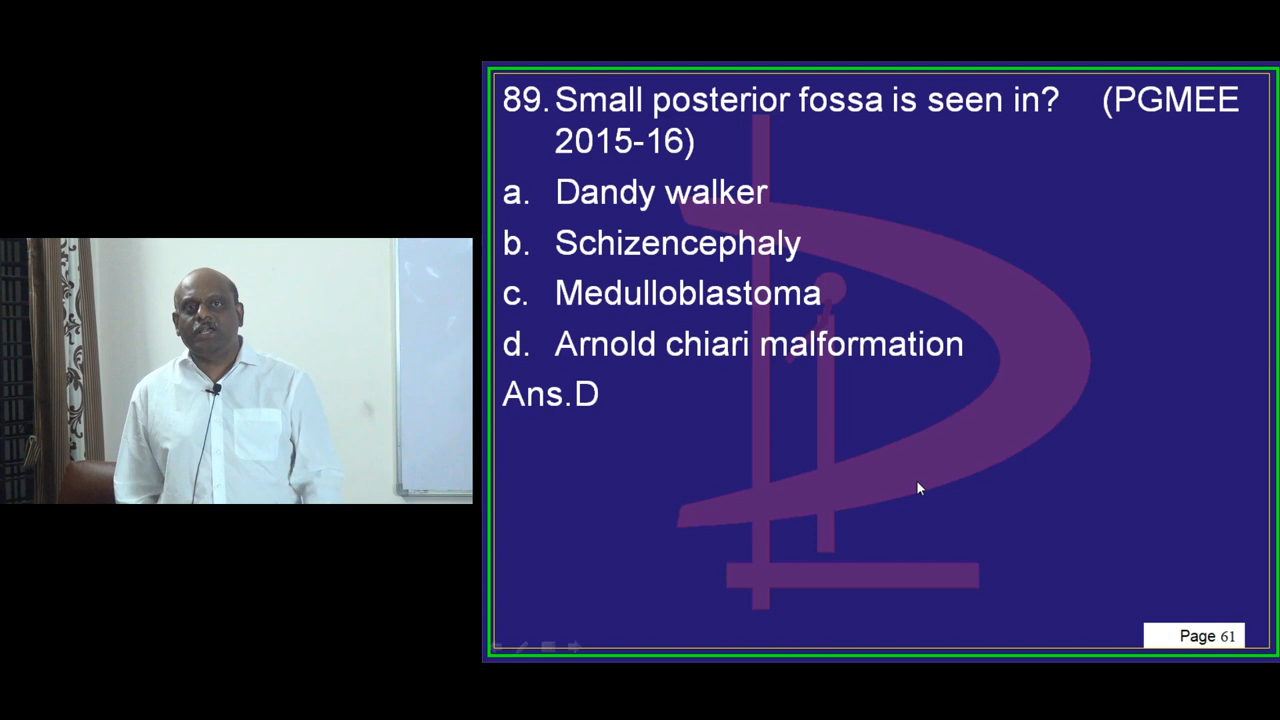 89. Small posterior fossa is seen in? (PGMEE
2015-16)
a. Dandy walker
b. Schizencephaly
c. Medulloblastoma
d. Arnold chiari malformation
Ans.D
Page 61